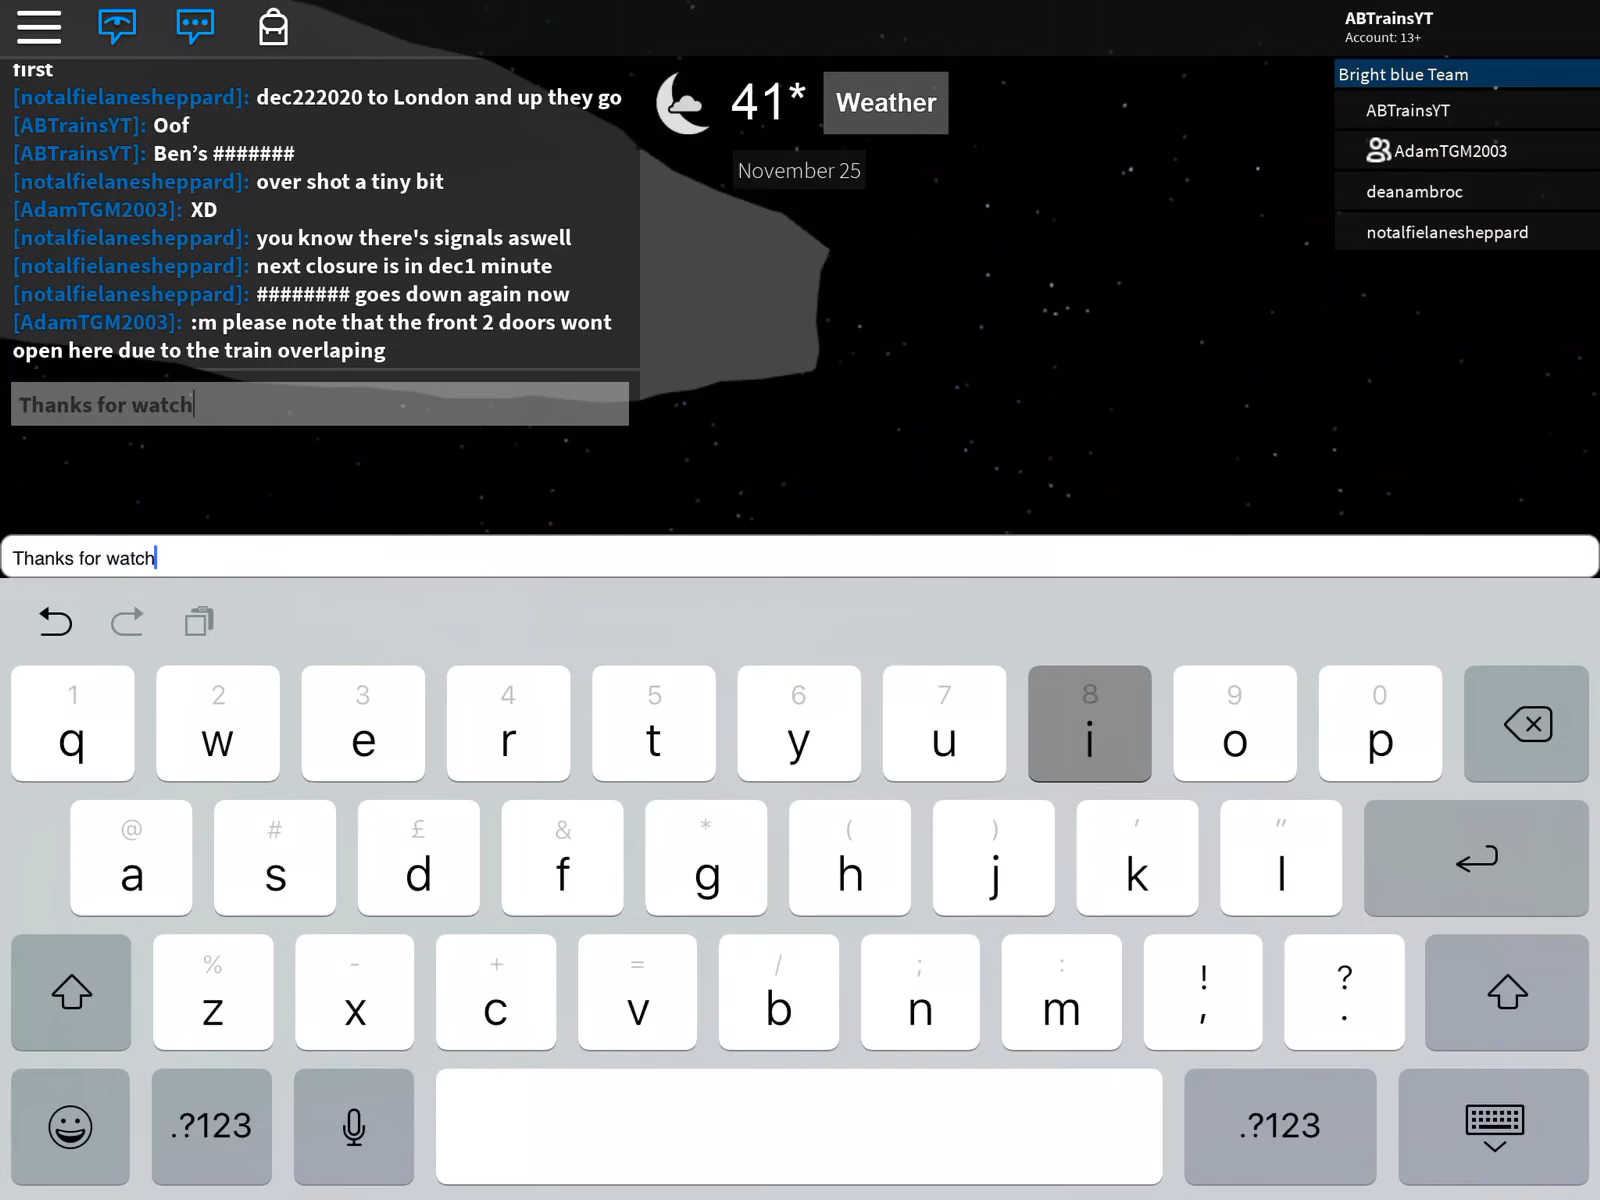 ABTrainsYT
Account: 13+
first
[notalfielanesheppard]: dec222020 to London and up they go
[ABTrainsYT]: Oof
[ABTrainsYT]: Ben's #######
[notalfielanesheppard]: over shot a tiny bit
[AdamTGM2003]: XD
[notalfielanesheppard]: you know there's signals aswell
[notalfielanesheppard]: next closure is in dec1 minute
[notalfielanesheppard]: ######## goes down again now
[AdamTGM2003]: :m please note that the front 2 doors wont
open here due to the train overlaping
Thanks for watch
41* Weather
November 25
Bright blue Team
ABTrainsYT
AdamTGM2003
deanambroc
notalfielanesheppard
Thanks for watch
1 2 3 4 5 6 7 8 9 0
q w e r t y u i o p
@ # £ & * ( ) ' "
a s d f g h j k l
% - + = / ; : ! ?
z x c v b n m , .
.?123 .?123